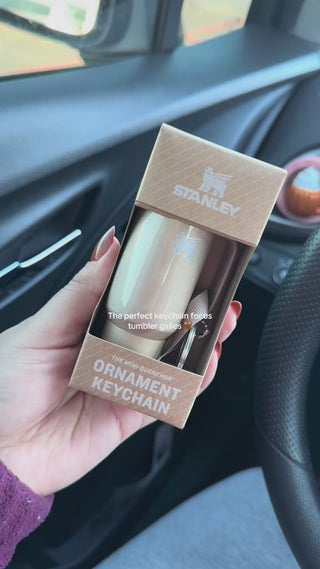 STANLEY
The perfect keychain for us
tumbler girlies
THE MINI QUENCHER
ORNAMENT
KEYCHAIN